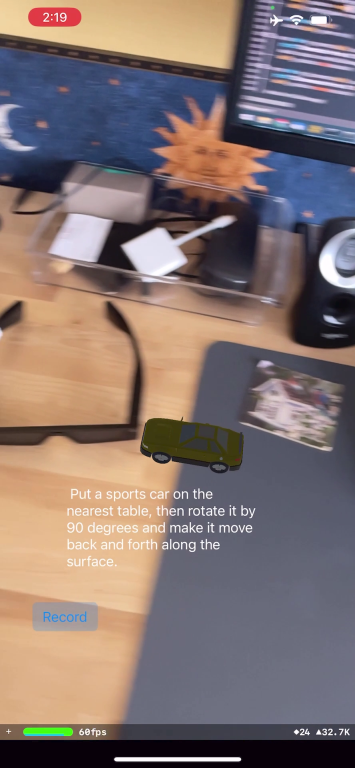 2:19
Put a sports car on the
nearest table, then rotate it by
90 degrees and make it move
back and forth along the
surface.
Record
+ 60fps ◆24 ▲32.7K